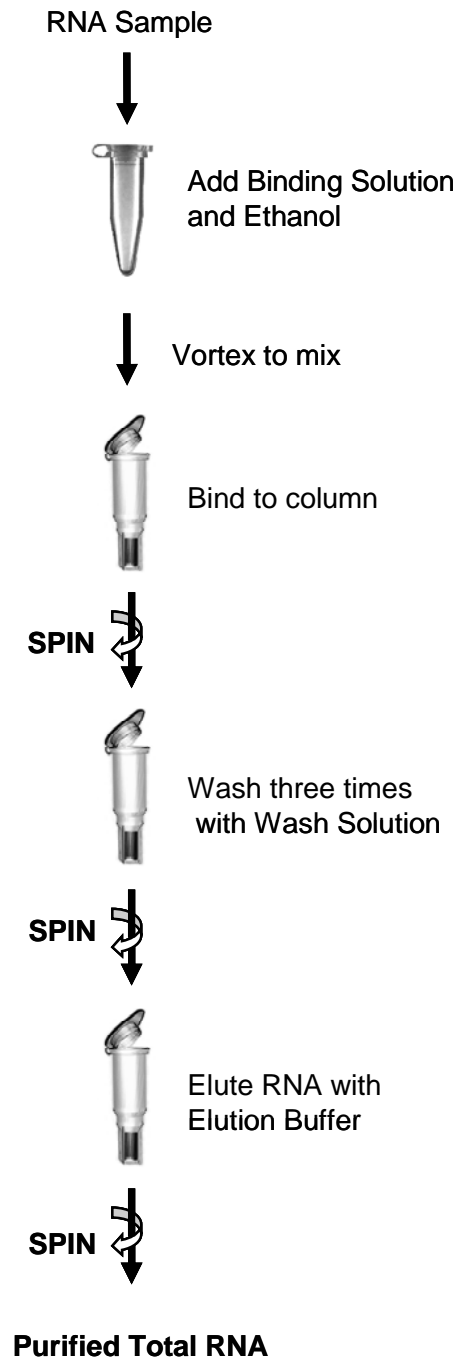 RNA Sample
Add Binding Solution
and Ethanol
Vortex to mix
Bind to column
SPIN
Wash three times
with Wash Solution
SPIN
Elute RNA with
Elution Buffer
SPIN
Purified Total RNA